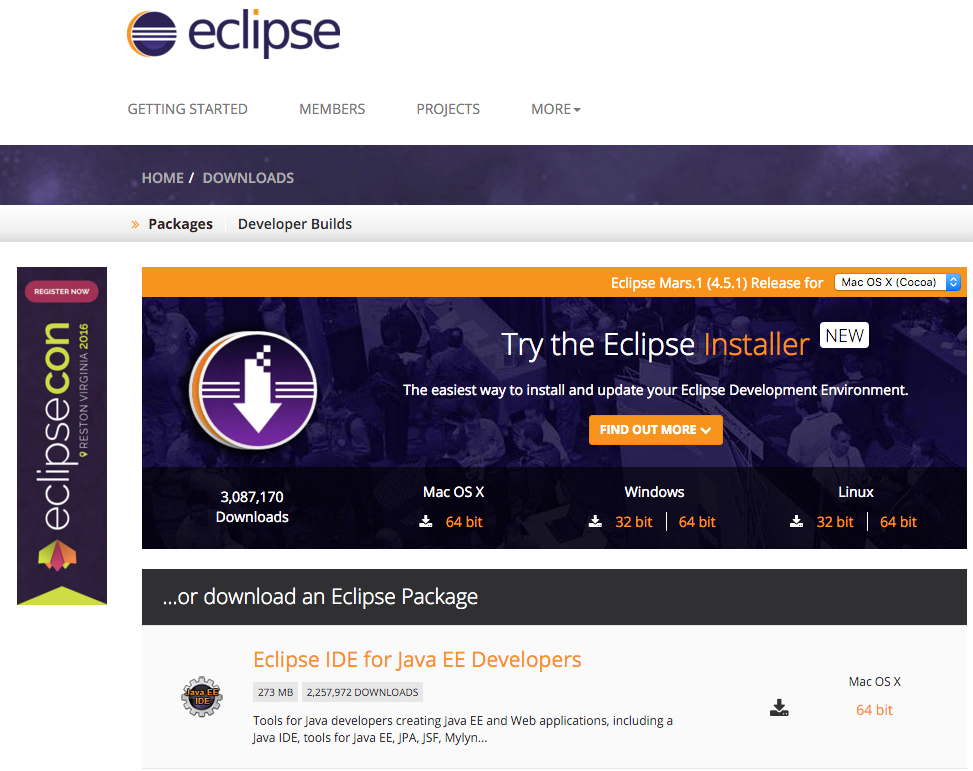 eclipse
GETTING STARTED MEMBERS PROJECTS MORE
HOME / DOWNLOADS
» Packages Developer Builds
REGISTER NOW
eclipsecon
RESTON VIRGINIA 2016
Eclipse Mars.1 (4.5.1) Release for Mac OS X (Cocoa)
Try the Eclipse Installer NEW
The easiest way to install and update your Eclipse Development Environment.
FIND OUT MORE
3,087,170
Downloads
Mac OS X
64 bit
Windows
32 bit 64 bit
Linux
32 bit 64 bit
...or download an Eclipse Package
Java EE
IDE
Eclipse IDE for Java EE Developers
273 MB 2,257,972 DOWNLOADS
Tools for Java developers creating Java EE and Web applications, including a
Java IDE, tools for Java EE, JPA, JSF, Mylyn...
Mac OS X
64 bit